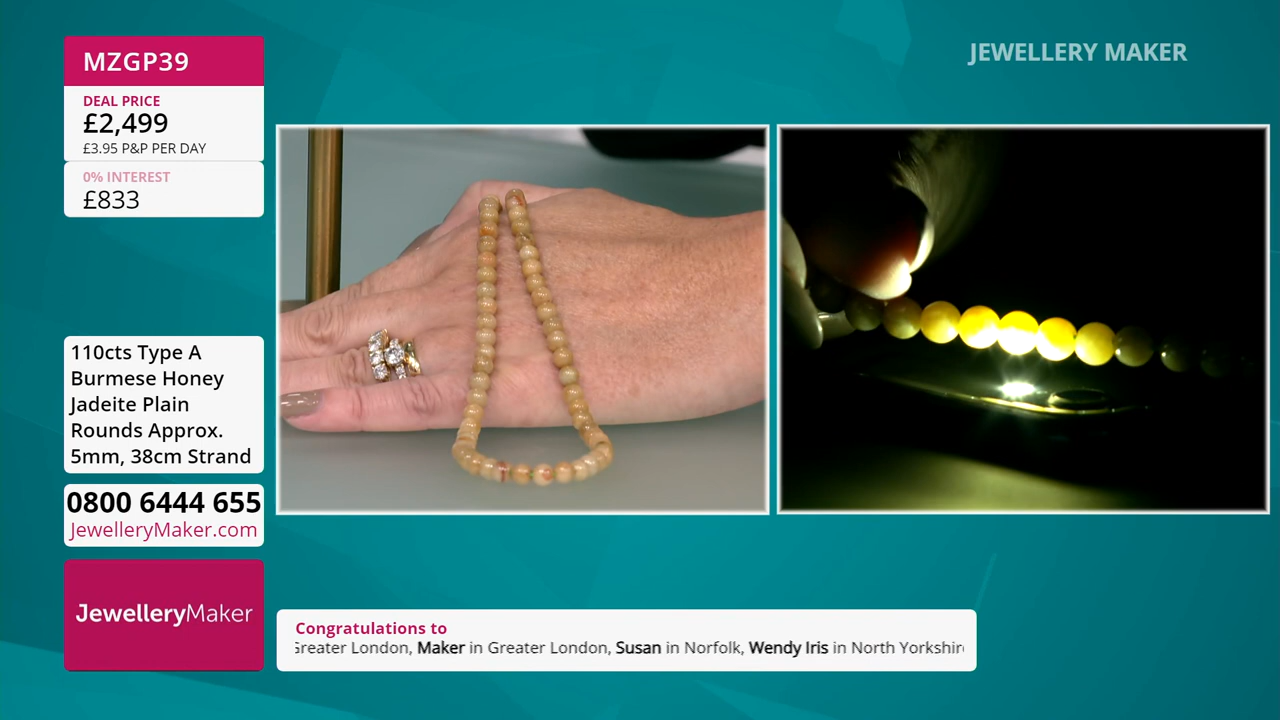 MZGP39
DEAL PRICE
£2,499
£3.95 P&P PER DAY
0% INTEREST
£833
110cts Type A
Burmese Honey
Jadeite Plain
Rounds Approx.
5mm, 38cm Strand
0800 6444 655
JewelleryMaker.com
JewelleryMaker
JEWELLERY MAKER
Congratulations to
Greater London, Maker in Greater London, Susan in Norfolk, Wendy Iris in North Yorkshir